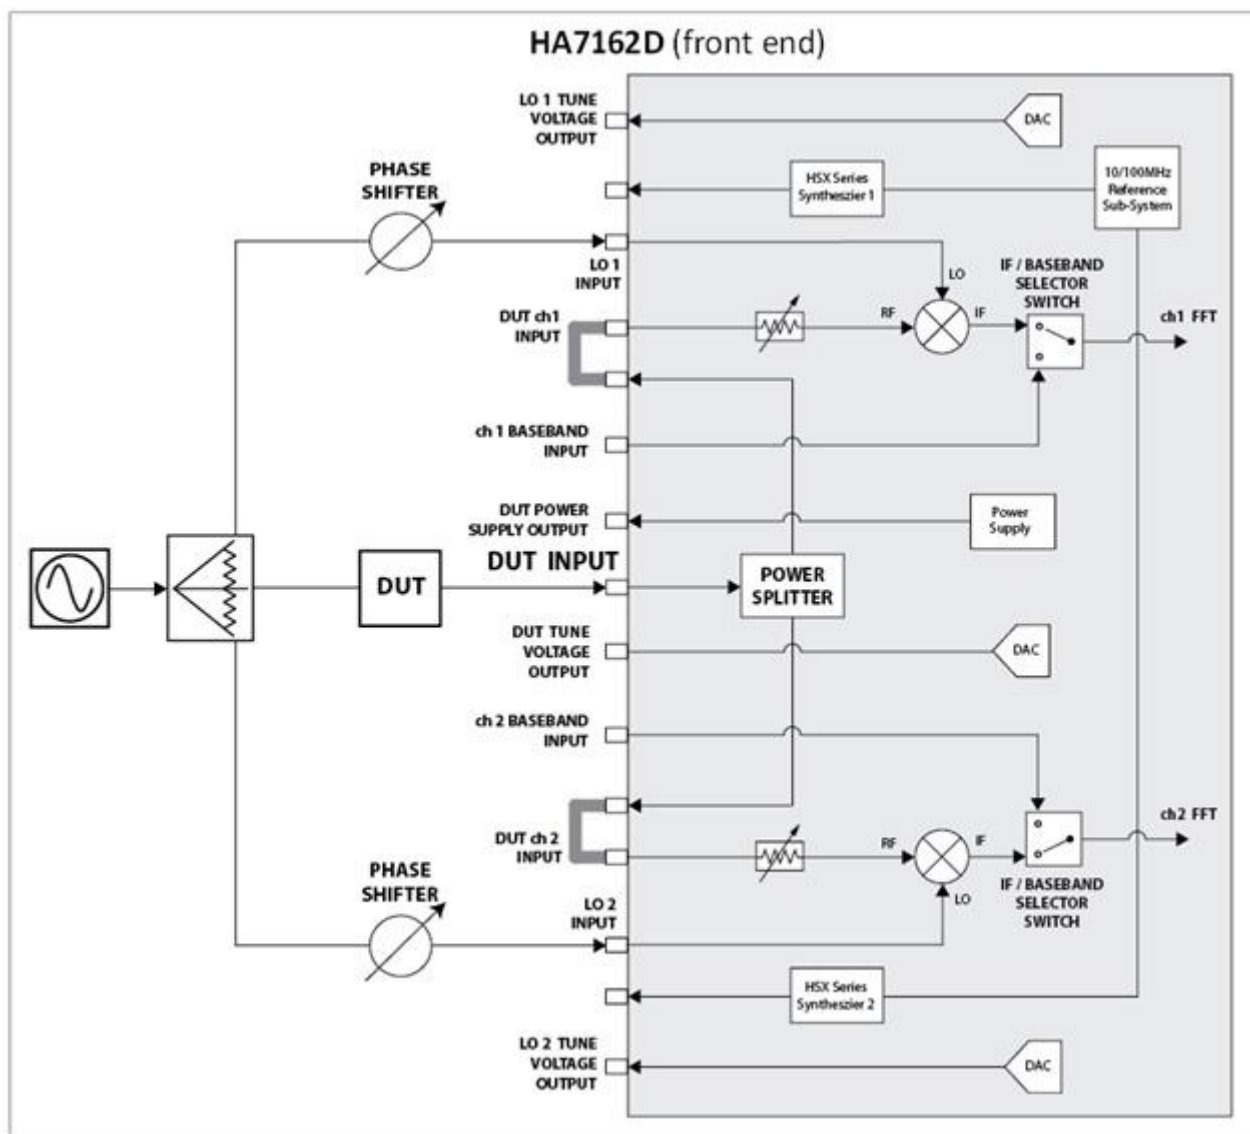 HA7162D (front end)
LO 1 TUNE
VOLTAGE
OUTPUT
DAC
PHASE
SHIFTER
HSX Series
Syntheszier 1
10/100MHz
Reference
Sub-System
LO 1
INPUT
LO
IF / BASEBAND
SELECTOR
SWITCH
DUT ch1
INPUT
RF
IF
ch1 FFT
ch 1 BASEBAND
INPUT
DUT POWER
SUPPLY OUTPUT
Power
Supply
DUT INPUT
DUT
POWER
SPLITTER
DUT TUNE
VOLTAGE
OUTPUT
DAC
ch 2 BASEBAND
INPUT
ch2 FFT
DUT ch 2
INPUT
RF
IF
LO
IF / BASEBAND
SELECTOR
SWITCH
PHASE
SHIFTER
LO 2
INPUT
HSX Series
Syntheszier 2
LO 2 TUNE
VOLTAGE
OUTPUT
DAC